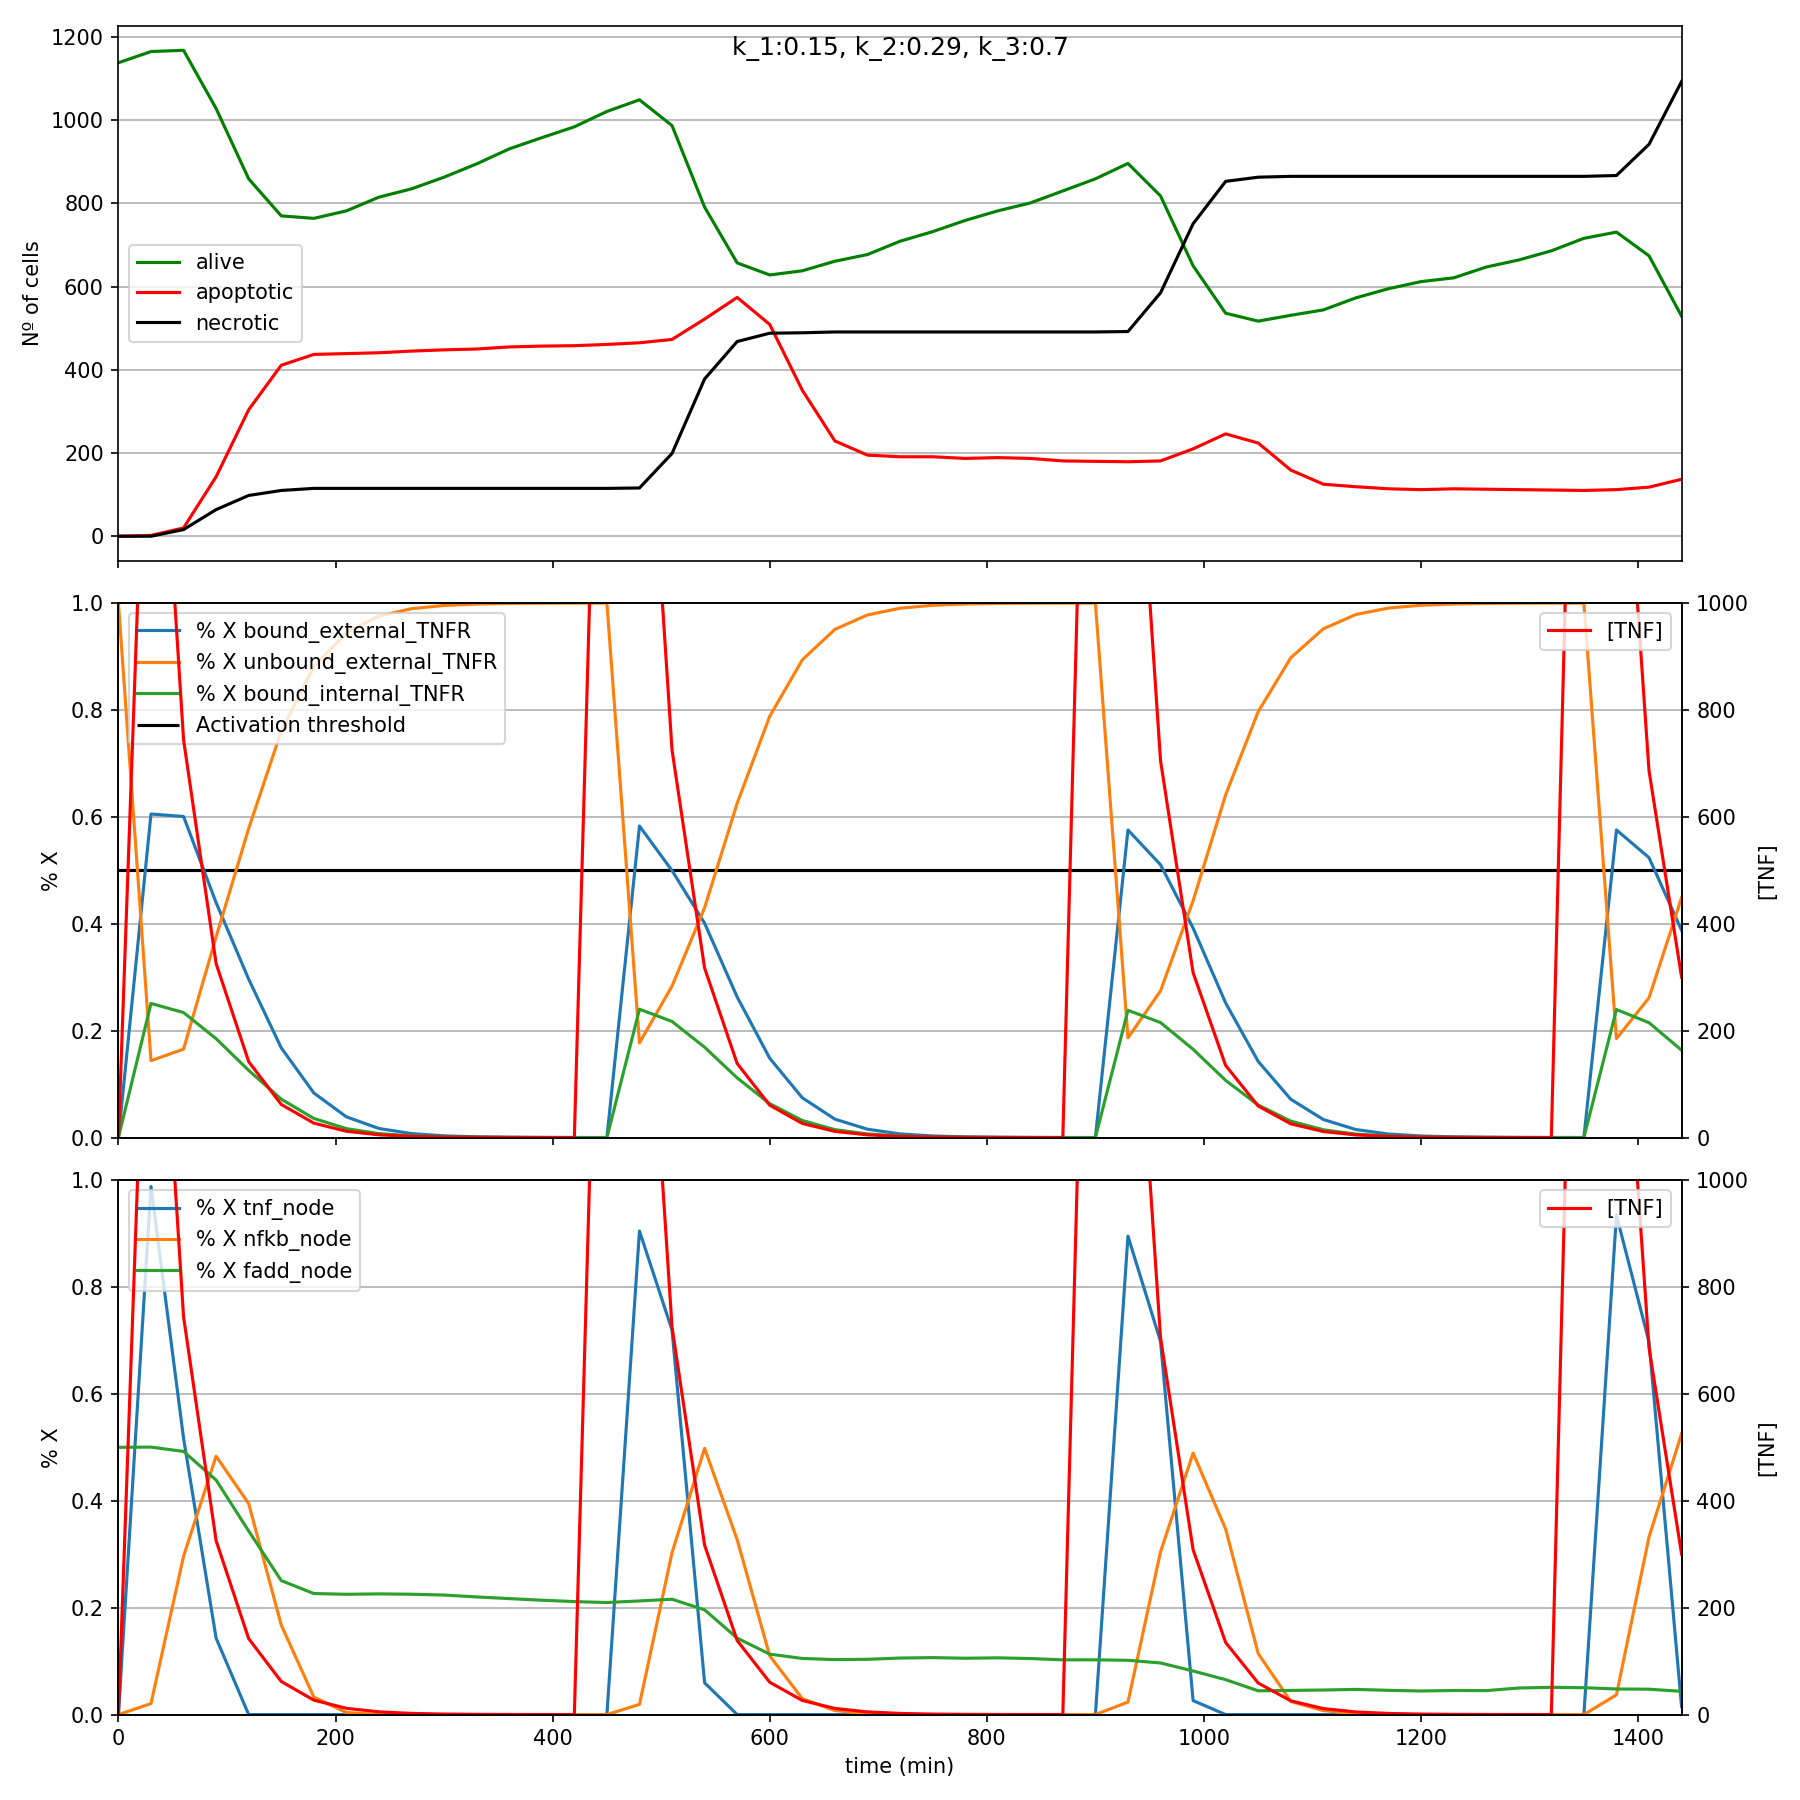 k_1:0.15, k_2:0.29, k_3:0.7
1200
1000
800
600
400
200
0
Nº of cells
alive
apoptotic
necrotic
1.0
0.8
0.6
0.4
0.2
0.0
% X
% X bound_external_TNFR
% X unbound_external_TNFR
% X bound_internal_TNFR
Activation threshold
[TNF]
1000
800
600
400
200
0
[TNF]
1.0
0.8
0.6
0.4
0.2
0.0
% X
% X tnf_node
% X nfkb_node
% X fadd_node
[TNF]
1000
800
600
400
200
0
[TNF]
0 200 400 600 800 1000 1200 1400
time (min)